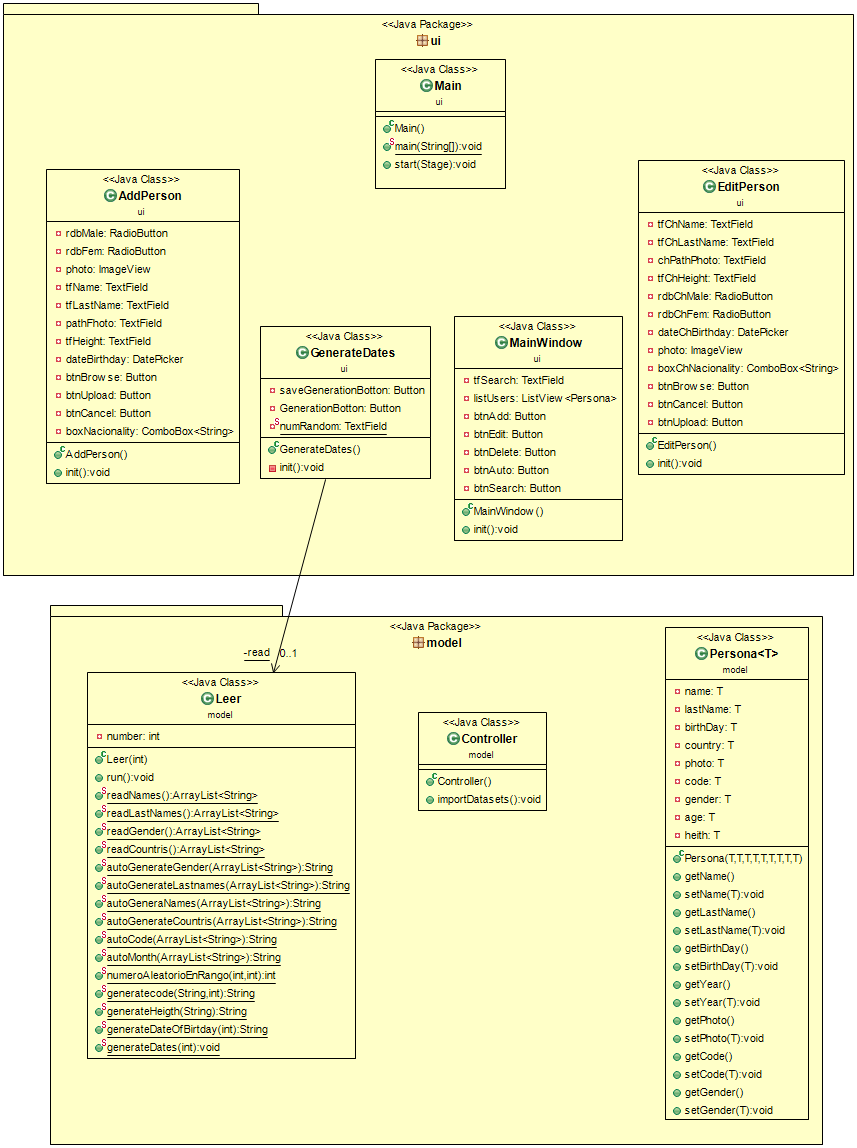 <<Java Package>>
ui
<<Java Class>>
Main
ui
Main()
main(String[]):void
start(Stage):void
<<Java Class>>
AddPerson
ui
rdbMale: RadioButton
rdbFem: RadioButton
photo: ImageView
tfName: TextField
tfLastName: TextField
pathFhoto: TextField
tfHeight: TextField
dateBirthday: DatePicker
btnBrowse: Button
btnUpload: Button
btnCancel: Button
boxNacionality: ComboBox<String>
AddPerson()
init():void
<<Java Class>>
GenerateDates
ui
saveGenerationBotton: Button
GenerationBotton: Button
numRandom: TextField
GenerateDates()
init():void
<<Java Class>>
MainWindow
ui
tfSearch: TextField
listUsers: ListView<Persona>
btnAdd: Button
btnEdit: Button
btnDelete: Button
btnAuto: Button
btnSearch: Button
MainWindow()
init():void
<<Java Class>>
EditPerson
ui
tfChName: TextField
tfChLastName: TextField
chPathPhoto: TextField
tfChHeight: TextField
rdbChMale: RadioButton
rdbChFem: RadioButton
dateChBirthday: DatePicker
photo: ImageView
boxChNacionality: ComboBox<String>
btnBrowse: Button
btnCancel: Button
btnUpload: Button
EditPerson()
init():void
<<Java Package>>
model
-read 0..1
<<Java Class>>
Leer
model
number: int
Leer(int)
run():void
readNames():ArrayList<String>
readLastNames():ArrayList<String>
readGender():ArrayList<String>
readCountris():ArrayList<String>
autoGenerateGender(ArrayList<String>):String
autoGenerateLastnames(ArrayList<String>):String
autoGeneraNames(ArrayList<String>):String
autoGenerateCountris(ArrayList<String>):String
autoCode(ArrayList<String>):String
autoMonth(ArrayList<String>):String
numeroAleatorioEnRango(int,int):int
generatecode(String,int):String
generateHeigth(String):String
generateDateOfBirtday(int):String
generateDates(int):void
<<Java Class>>
Controller
model
Controller()
importDatasets():void
<<Java Class>>
Persona<T>
model
name: T
lastName: T
birthDay: T
country: T
photo: T
code: T
gender: T
age: T
heith: T
Persona(T,T,T,T,T,T,T,T,T)
getName()
setName(T):void
getLastName()
setLastName(T):void
getBirthDay()
setBirthDay(T):void
getYear()
setYear(T):void
getPhoto()
setPhoto(T):void
getCode()
setCode(T):void
getGender()
setGender(T):void